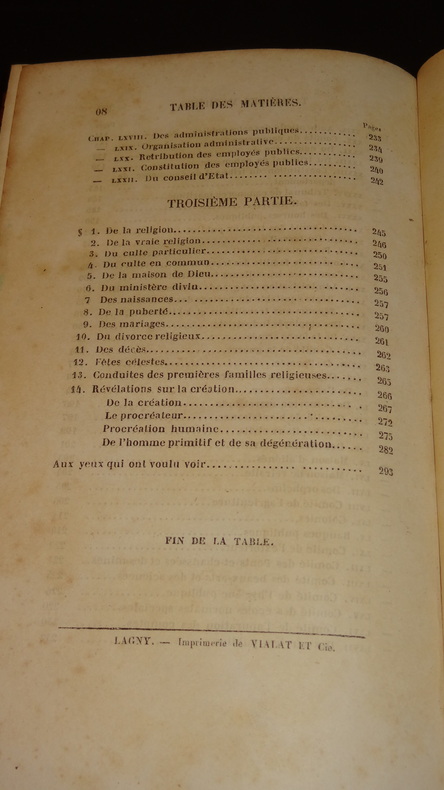 08 TABLE DES MATIÈRES.
Pages
CHAP. LXVIII. Des administrations publiques........... 233
— LXIX. Organisation administrative................ 234
— LXX. Retribution des employés publics............ 239
— LXXI. Constitution des employés publics.......... 240
— LXXII. Du conseil d'Etat........ ................ 242
TROISIÈME PARTIE.
§ 1. De la religion................................ 245
2. De la vraie religion............................ 246
3. Du culte particulier............................ 250
4. Du culte en commun.............................. 251
5. De la maison de Dieu............................ 255
6. Du ministère divin.............................. 256
7 Des naissances... ............................... 257
8. De la puberté................................... 257
9. Des mariages.................................... 260
10. Du divorce religieux........................... 261
11. Des décès...................................... 262
12. Fêtes célestes................................. 263
13. Conduites des premières familles religieuses... 265
14. Révélations sur la création.................... 266
De la création..................................... 267
Le procréateur..................................... 272
Procréation humaine................................ 275
De l'homme primitif et de sa dégénération...... 282
Aux yeux qui ont voulu voir............... ........ 293
FIN DE LA TABLE.
LAGNY. — Imprimerie de VIALAT ET Cie.